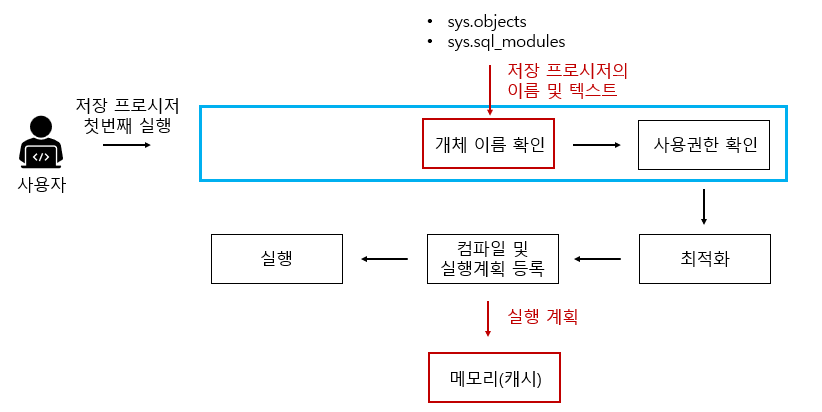 • sys.objects
• sys.sql_modules
저장 프로시저의
이름 및 텍스트
저장 프로시저
첫번째 실행
사용자
개체 이름 확인
사용권한 확인
실행
컴파일 및
실행계획 등록
최적화
실행 계획
메모리(캐시)